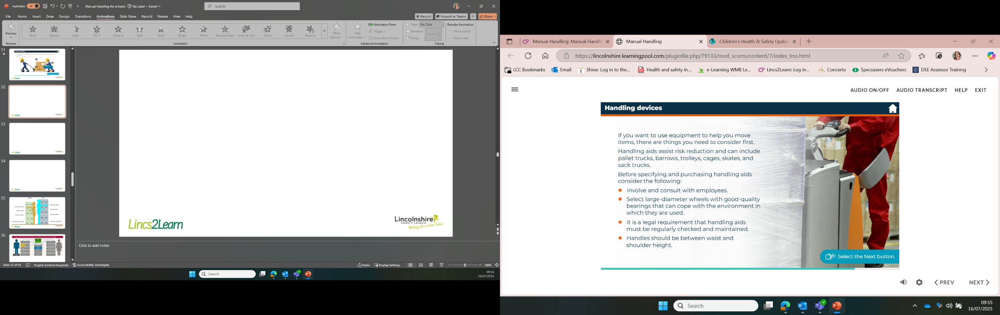 AutoSave
Manual Handling for schools
No Label • Saved
Search
File Home Insert Draw Design Transitions Animations Slide Show Record Review View Help
Record
Present in Teams
Share
Preview
None
Appear
Fade
Fly In
Float In
Split
Wipe
Shape
Wheel
Random Bars
Grow & Turn
Zoom
Swivel
Bounce
Effect
Options
Add
Animation
Animation Pane
Trigger
Animation Painter
Start: On Click
Duration:
Delay:
Reorder Animation
Move Earlier
Move Later
Preview
Animation
Advanced Animation
Timing
51
52
53
54
55
56
Lincs2Learn
Lincolnshire
COUNTY COUNCIL
Working for a better future
Click to add notes
Slide 52 of 85
English (United Kingdom)
Accessibility: Investigate
Notes
Display Settings
100%
Search
09:55
16/07/2025
Manual Handling: Manual Handlin
Manual Handling
Children's Health & Safety Updat
https://lincolnshire.learningpool.com/pluginfile.php/79133/mod_scorm/content/7/index_lms.html
LCC Bookmarks
Email
Shine: Log in to the...
Health and safety in...
e-Learning WMB Le...
Lincs2Learn: Log in...
Concerto
Specsavers eVouchers
DSE Assessor Training
AUDIO ON/OFF
AUDIO TRANSCRIPT
HELP
EXIT
Handling devices
If you want to use equipment to help you move
items, there are things you need to consider first.
Handling aids assist risk reduction and can include
pallet trucks, barrows, trolleys, cages, skates, and
sack trucks.
Before specifying and purchasing handling aids
consider the following:
Involve and consult with employees.
Select large-diameter wheels with good-quality
bearings that can cope with the environment in
which they are used.
It is a legal requirement that handling aids
must be regularly checked and maintained.
Handles should be between waist and
shoulder height.
Select the Next button.
PREV
NEXT
Search
09:55
16/07/2025